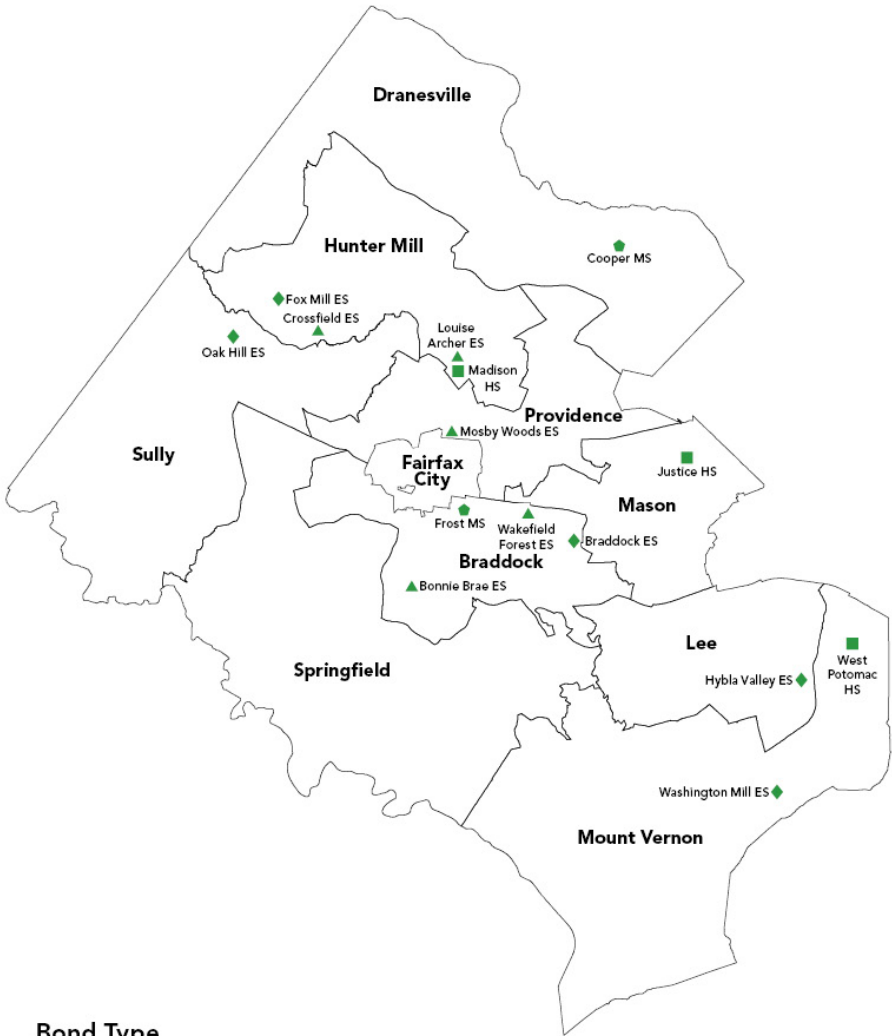 Dranesville
Hunter Mill
Cooper MS
Fox Mill ES
Crossfield ES
Oak Hill ES
Louise
Archer ES
Madison
HS
Providence
Mosby Woods ES
Sully
Fairfax
City
Justice HS
Mason
Frost MS
Wakefield
Forest ES
Braddock ES
Braddock
Bonnie Brae ES
Lee
Springfield
Hybla Valley ES
West
Potomac
HS
Washington Mill ES
Mount Vernon
Bond Type